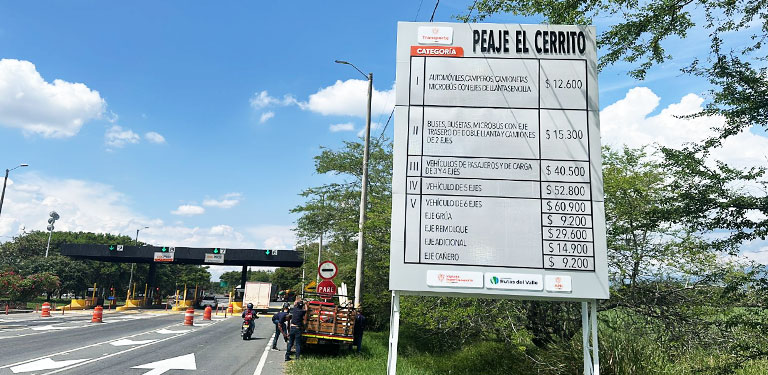 Transporte
PEAJE EL CERRITO
CATEGORÍA
I AUTOMÓVILES,CAMPEROS,CAMIONETAS
MICROBÚS CON EJES DE LLANTA SENCILLA
$ 12.600
II BUSES, BUSETAS, MICROBUS CON EJE
TRASERO DE DOBLE LLANTA Y CAMIONES
DE 2 EJES
$ 15.300
III VEHÍCULOS DE PASAJEROS Y DE CARGA
DE 3 Y 4 EJES
$ 40.500
IV VEHÍCULO DE 5 EJES $ 52.800
V VEHÍCULO DE 6 EJES $ 60.900
EJE GRÚA $ 9.200
EJE REMOLQUE $ 29.600
EJE ADICIONAL $ 14.900
EJE CAÑERO $ 9.200
Rutas del Valle
PARE